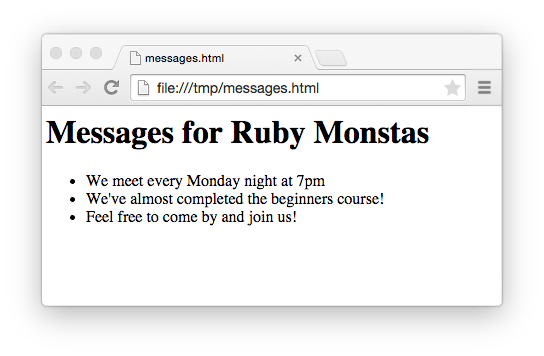 messages.html
file:///tmp/messages.html
Messages for Ruby Monstas
We meet every Monday night at 7pm
We've almost completed the beginners course!
Feel free to come by and join us!